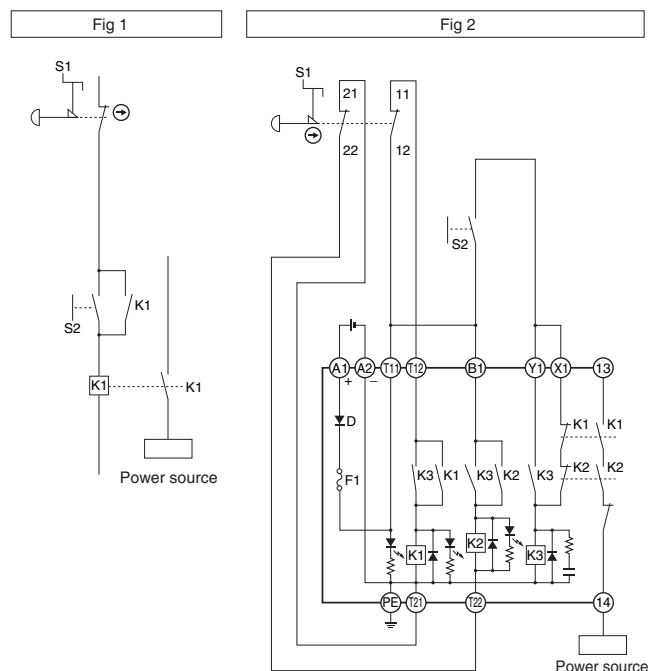 Fig 1
Fig 2
S1
S2
K1
K1
K1
Power source
S1
21
11
22
12
S2
A1
A2
T11
T12
B1
Y1
X1
13
+
−
D
K1
K1
F1
K3
K1
K3
K2
K3
K2
K2
K1
K2
K3
PE
T21
T22
14
Power source